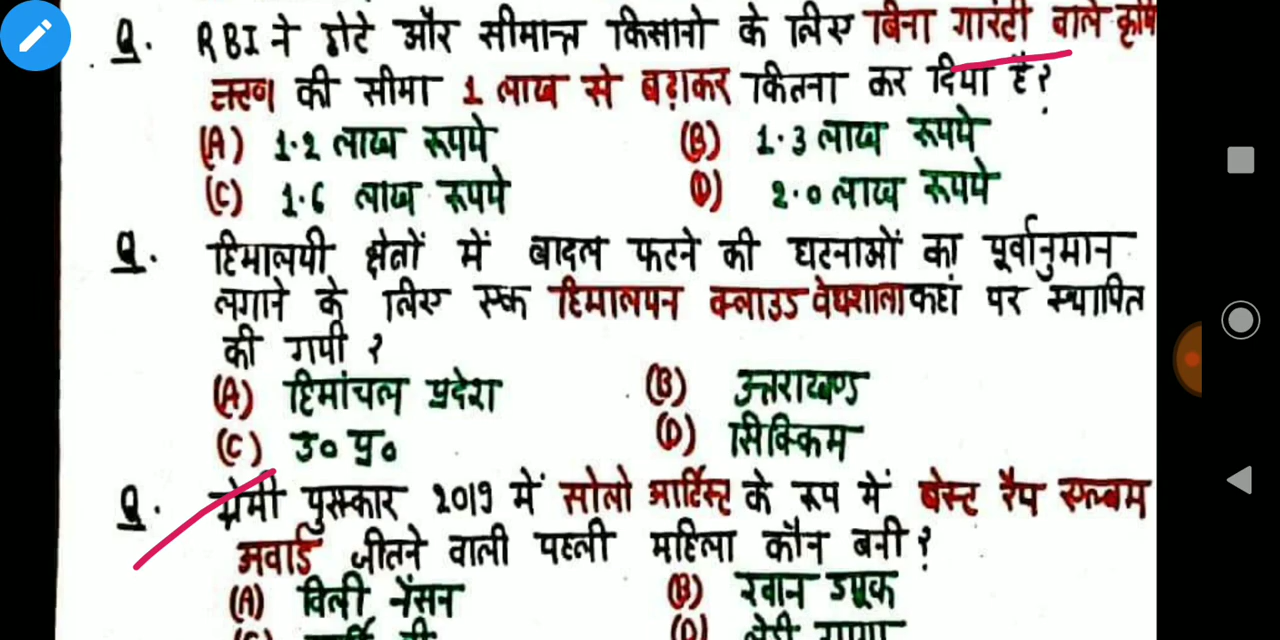 Q. RBI ने छोटे और सीमान्त किसानो के लिए बिना गारंटी वाले कृषि
ऋण की सीमा 1 लाख से बढ़ाकर कितना कर दिया है?
(A) 1.2 लाख रूपये (B) 1.3 लाख रूपये
(C) 1.6 लाख रूपये (D) 2.0 लाख रूपये
Q. हिमालयी क्षेत्रों में बादल फटने की घटनाओं का पूर्वानुमान
लगाने के लिए एक हिमालयन क्लाउड वेधशाला कहां पर स्थापित
की गयी ?
(A) हिमांचल प्रदेश (B) उत्तराखण्ड
(C) उ० प्र० (D) सिक्किम
Q. ग्रेमी पुरस्कार 2019 में सोलो आर्टिस्ट के रूप में बेस्ट रैप एल्बम
अवार्ड जीतने वाली पहली महिला कौन बनी ?
(A) विली नेंसन (B) रवान ड्यूक
(D)